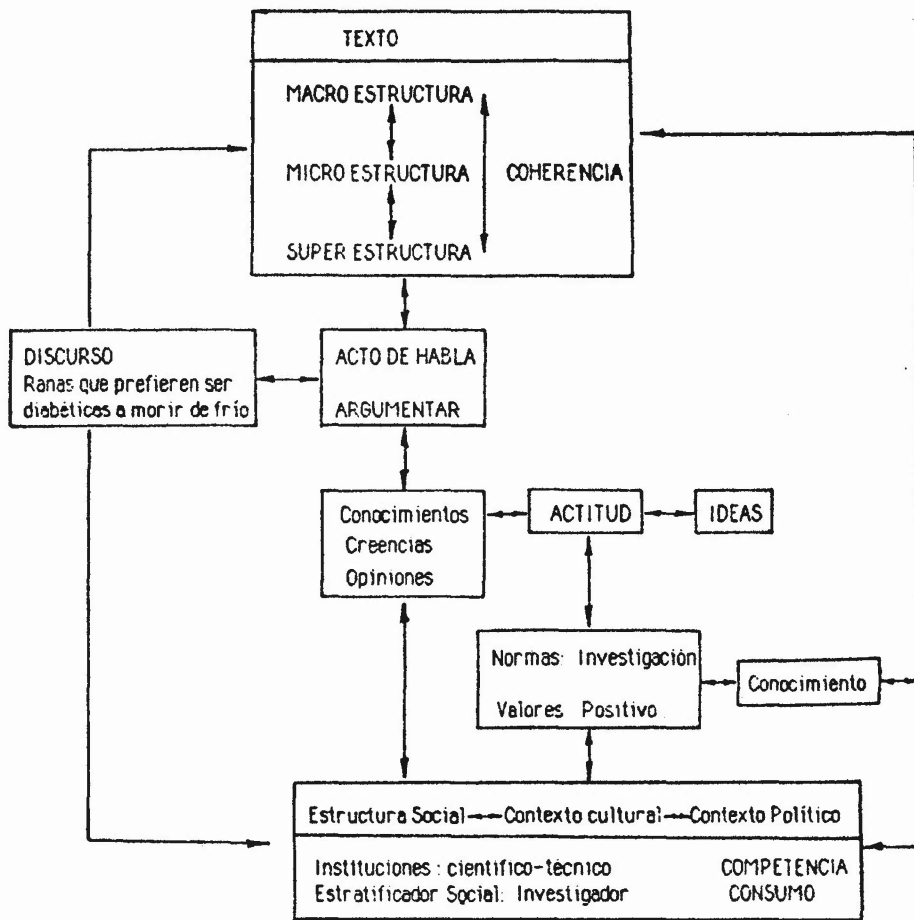 TEXTO
MACRO ESTRUCTURA
MICRO ESTRUCTURA COHERENCIA
SUPER ESTRUCTURA
DISCURSO
Ranas que prefieren ser
diabéticas a morir de frío
ACTO DE HABLA
ARGUMENTAR
Conocimientos
Creencias
Opiniones
ACTITUD
IDEAS
Normas: Investigación
Valores Positivo
Conocimiento
Estructura Social Contexto cultural Contexto Político
Instituciones : científico-técnico COMPETENCIA
Estratificador Social: Investigador CONSUMO